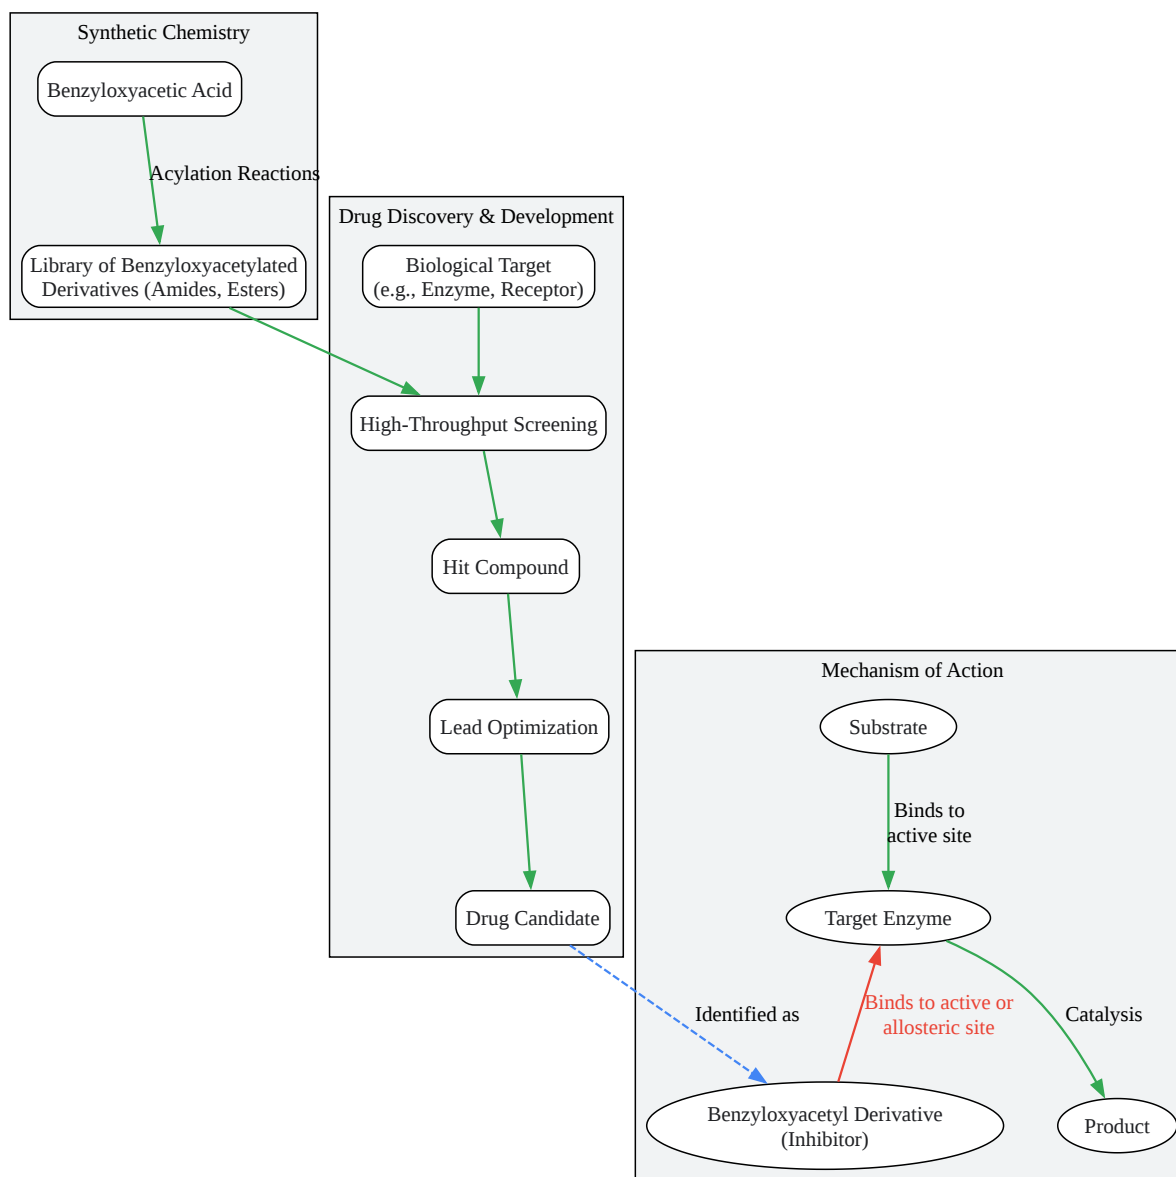 Synthetic Chemistry
Benzyloxyacetic Acid
Acylation Reactions
Library of Benzyloxyacetylated
Derivatives (Amides, Esters)
Drug Discovery & Development
Biological Target
(e.g., Enzyme, Receptor)
High-Throughput Screening
Hit Compound
Lead Optimization
Drug Candidate
Identified as
Mechanism of Action
Substrate
Binds to
active site
Target Enzyme
Binds to active or
allosteric site
Catalysis
Benzyloxyacetyl Derivative
(Inhibitor)
Product